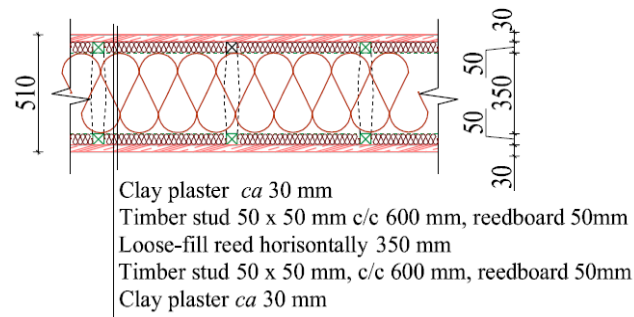 510
30
50
350
50
30
Clay plaster ca 30 mm
Timber stud 50 x 50 mm c/c 600 mm, reedboard 50mm
Loose-fill reed horisontally 350 mm
Timber stud 50 x 50 mm, c/c 600 mm, reedboard 50mm
Clay plaster ca 30 mm